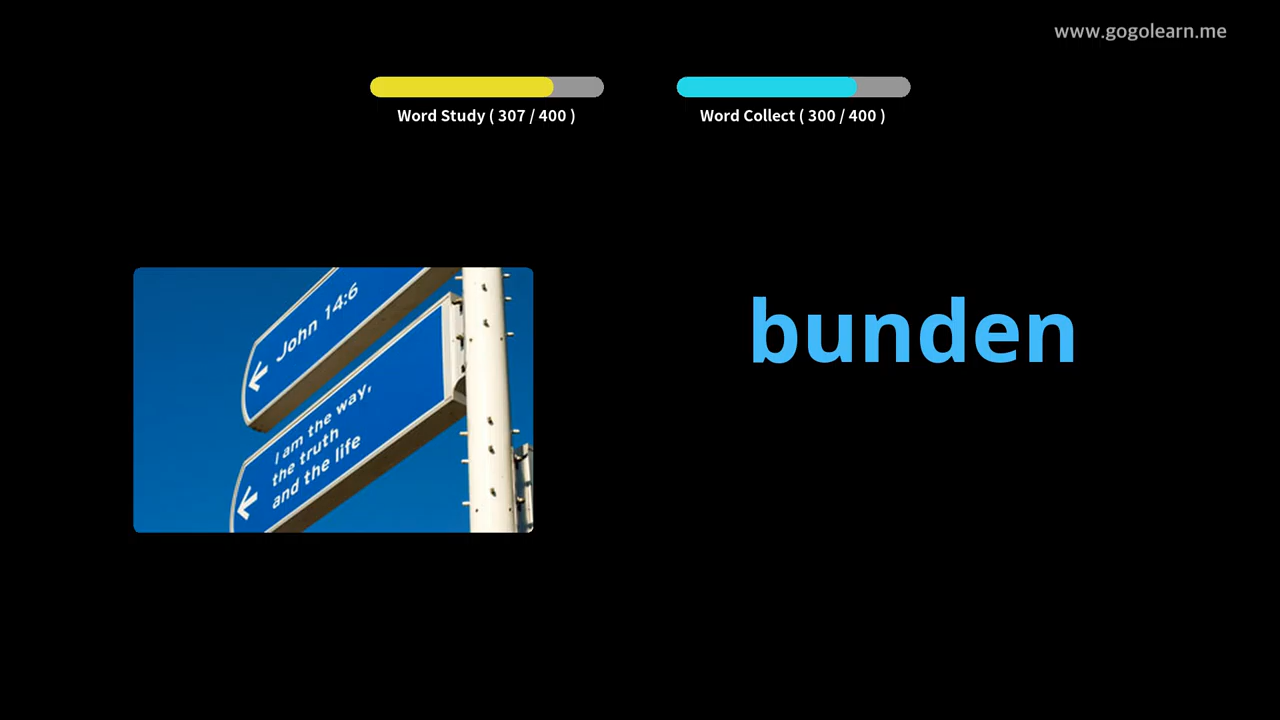 www.gogolearn.me
Word Study ( 307 / 400 )
Word Collect ( 300 / 400 )
John 14:6
I am the way,
the truth
and the life
bunden